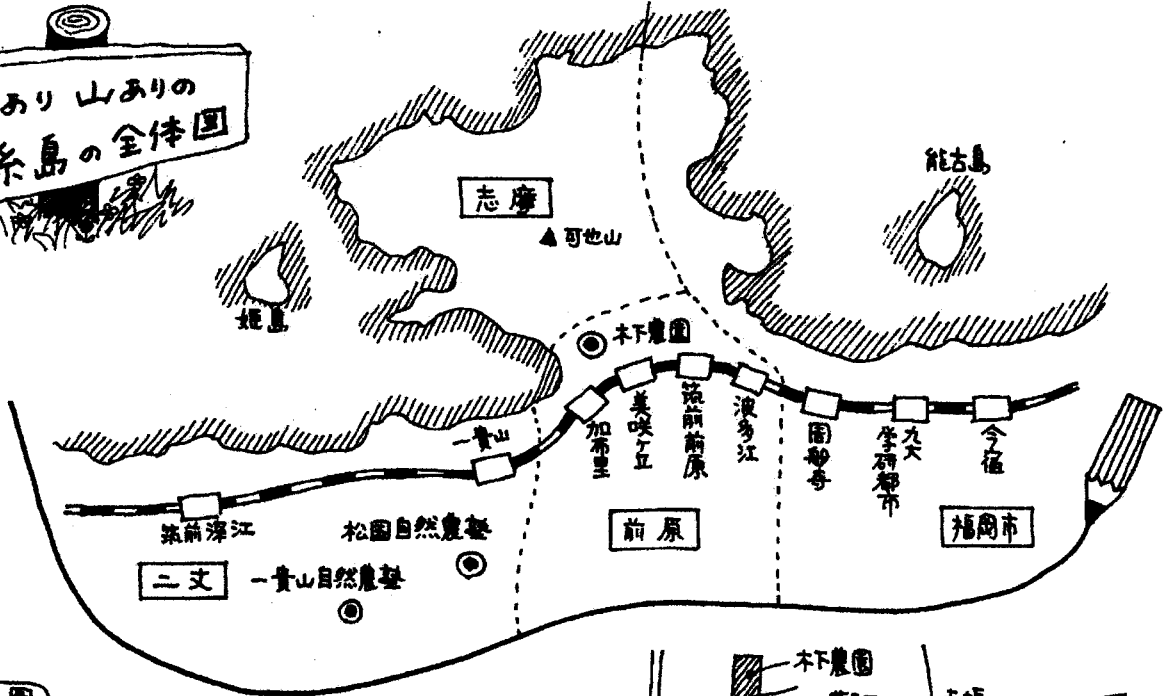 あり 山ありの
糸島の全体図
能古島
志摩
可也山
姫島
木下農園
一貴山
加布里
美咲ヶ丘
筑前前原
波多江
周船寺
九大
学研都市
今宿
筑前深江
松国自然農塾
前原
福岡市
二丈
一貴山自然農塾
木下農園